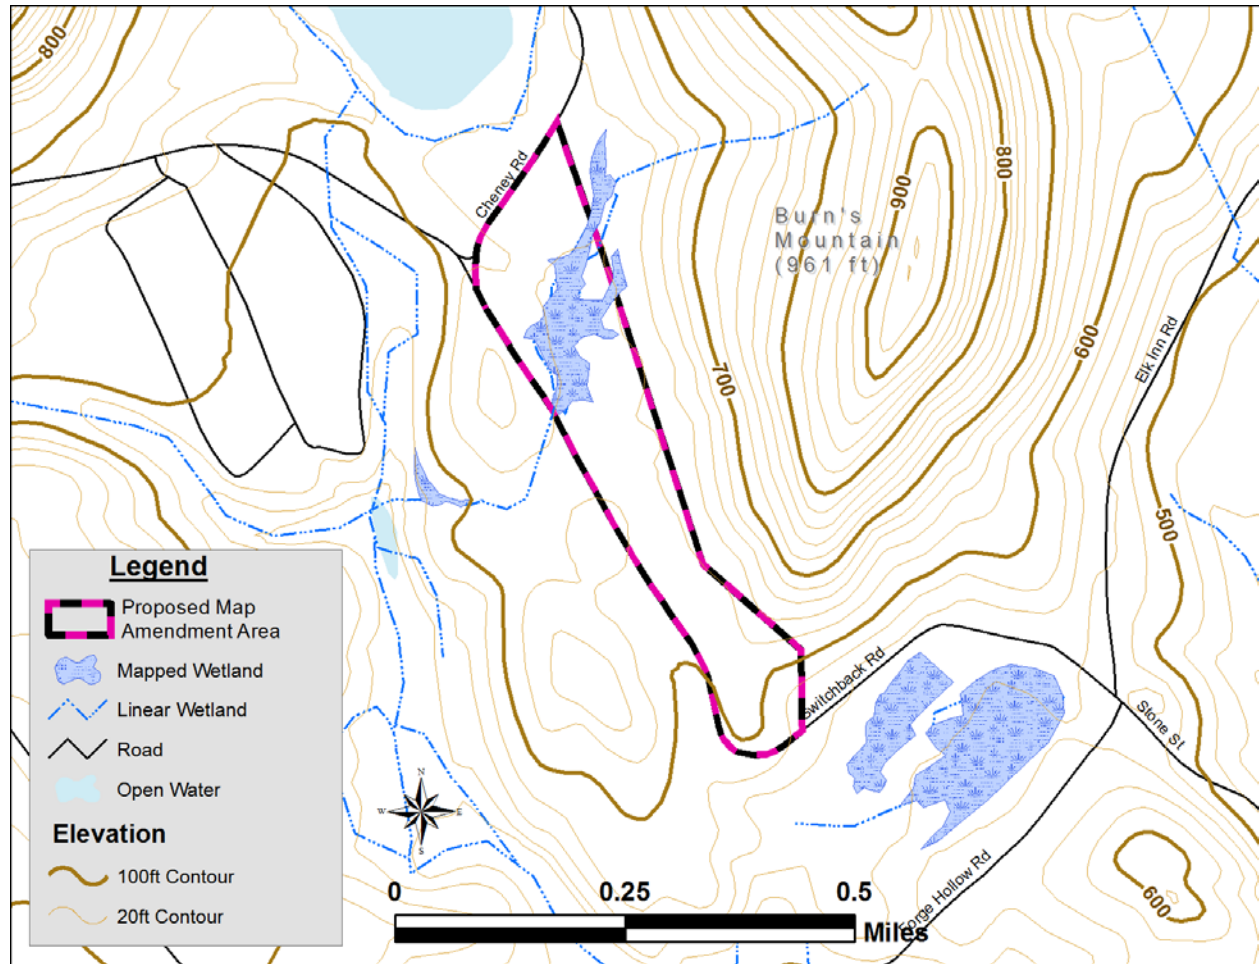 800
Cheney Rd
Burn's
Mountain
(961 ft)
900
800
700
600
500
Elk Inn Rd
Switchback Rd
Stone St
600
Legend
Proposed Map
Amendment Area
Mapped Wetland
Linear Wetland
Road
Open Water
Elevation
100ft Contour
20ft Contour
N
W
E
S
0
0.25
0.5
Miles
orge Hollow Rd